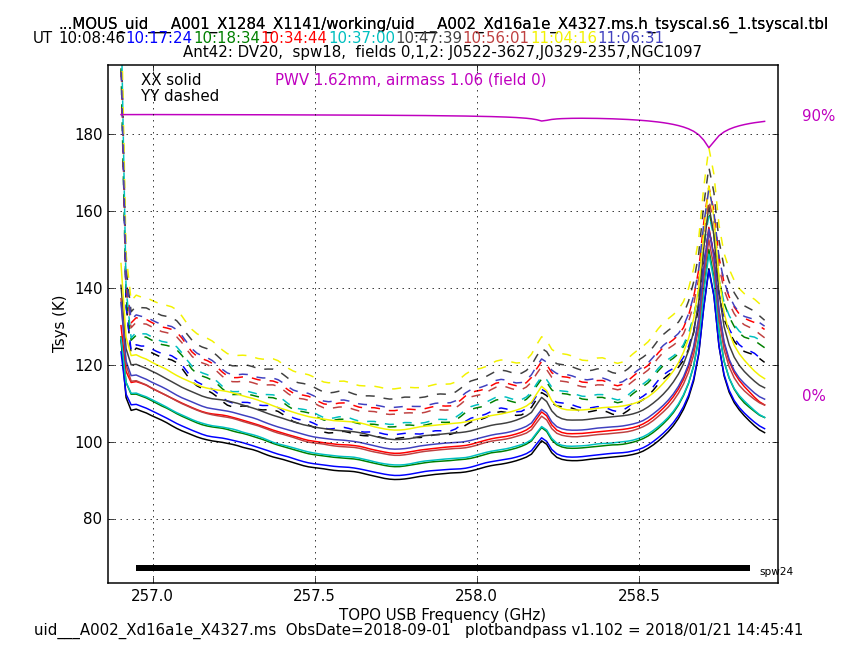 ...MOUS_uid___A001_X1284_X1141/working/uid___A002_Xd16a1e_X4327.ms.h_tsyscal.s6_1.tsyscal.tbl
UT 10:08:46 10:17:24 10:18:34 10:34:44 10:37:00 10:47:39 10:56:01 11:04:16 11:06:31
Ant42: DV20, spw18, fields 0,1,2: J0522-3627,J0329-2357,NGC1097
XX solid
PWV 1.62mm, airmass 1.06 (field 0)
YY dashed
90%
180
160
140
120
100
80
Tsys (K)
0%
spw24
257.0 257.5 258.0 258.5
TOPO USB Frequency (GHz)
uid___A002_Xd16a1e_X4327.ms ObsDate=2018-09-01 plotbandpass v1.102 = 2018/01/21 14:45:41